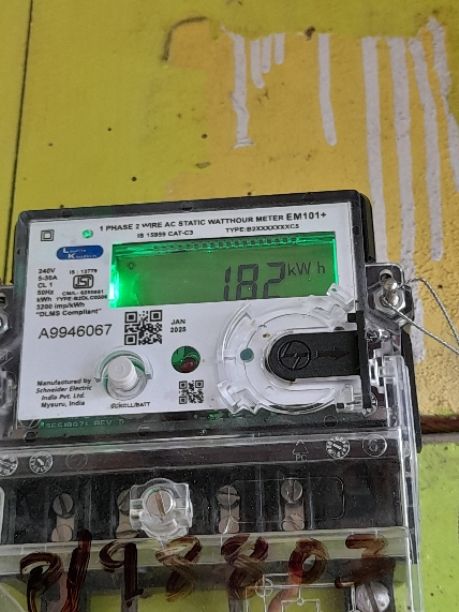 1 PHASE 2 WIRE AC STATIC WATTHOUR METER EM101+
IS 15959 CAT-C3 TYPE:B2XXXXXXXC5
240V IS : 13779
5-30A
CL 1
50Hz
kWh
3200 imp/kWh
"DLMS Compliant"
182 kWh
A9946067
JAN
2025
Manufactured by
Schneider Electric
India Pvt. Ltd.
Mysuru, India
SCROLL/BATT